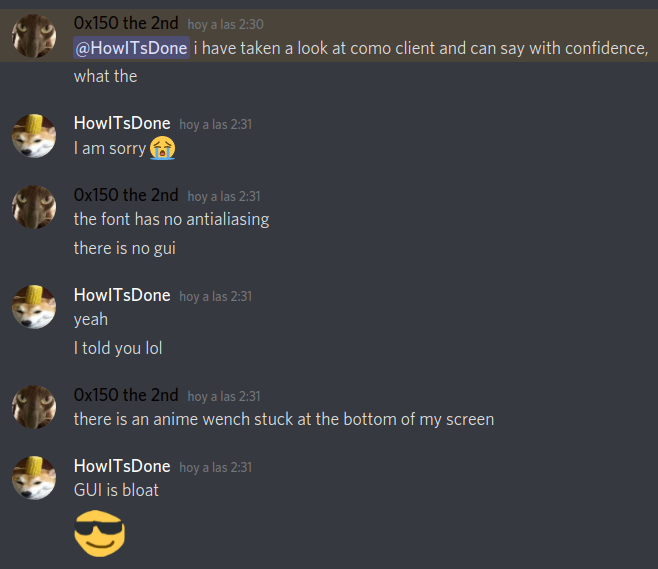 0x150 the 2nd hoy a las 2:30
@HowITsDone i have taken a look at como client and can say with confidence,
what the
HowITsDone hoy a las 2:31
I am sorry 😭
0x150 the 2nd hoy a las 2:31
the font has no antialiasing
there is no gui
HowITsDone hoy a las 2:31
yeah
I told you lol
0x150 the 2nd hoy a las 2:31
there is an anime wench stuck at the bottom of my screen
HowITsDone hoy a las 2:31
GUI is bloat
😎